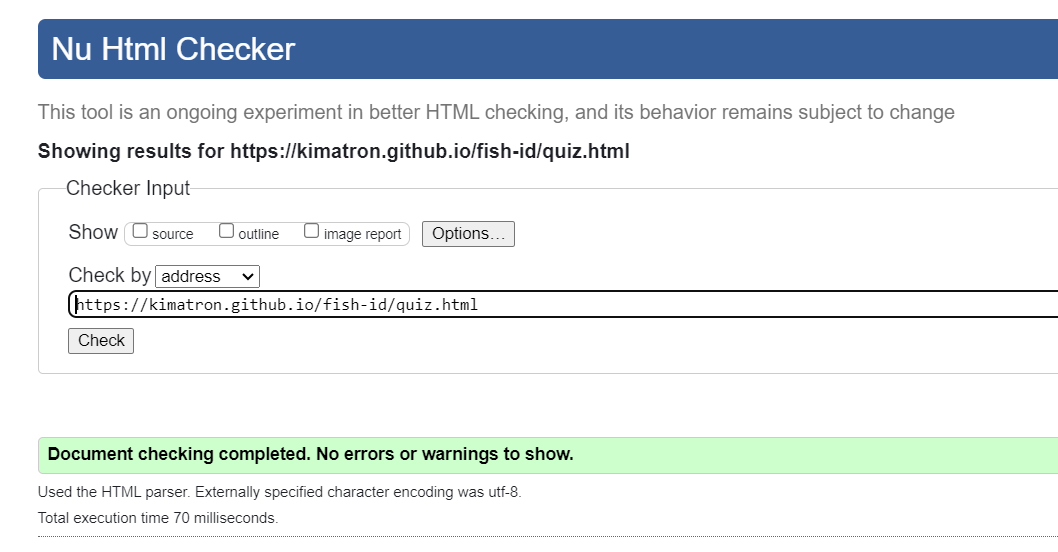 Nu Html Checker
This tool is an ongoing experiment in better HTML checking, and its behavior remains subject to change
Showing results for https://kimatron.github.io/fish-id/quiz.html
Checker Input
Show source outline image report Options...
Check by address
https://kimatron.github.io/fish-id/quiz.html
Check
Document checking completed. No errors or warnings to show.
Used the HTML parser. Externally specified character encoding was utf-8.
Total execution time 70 milliseconds.